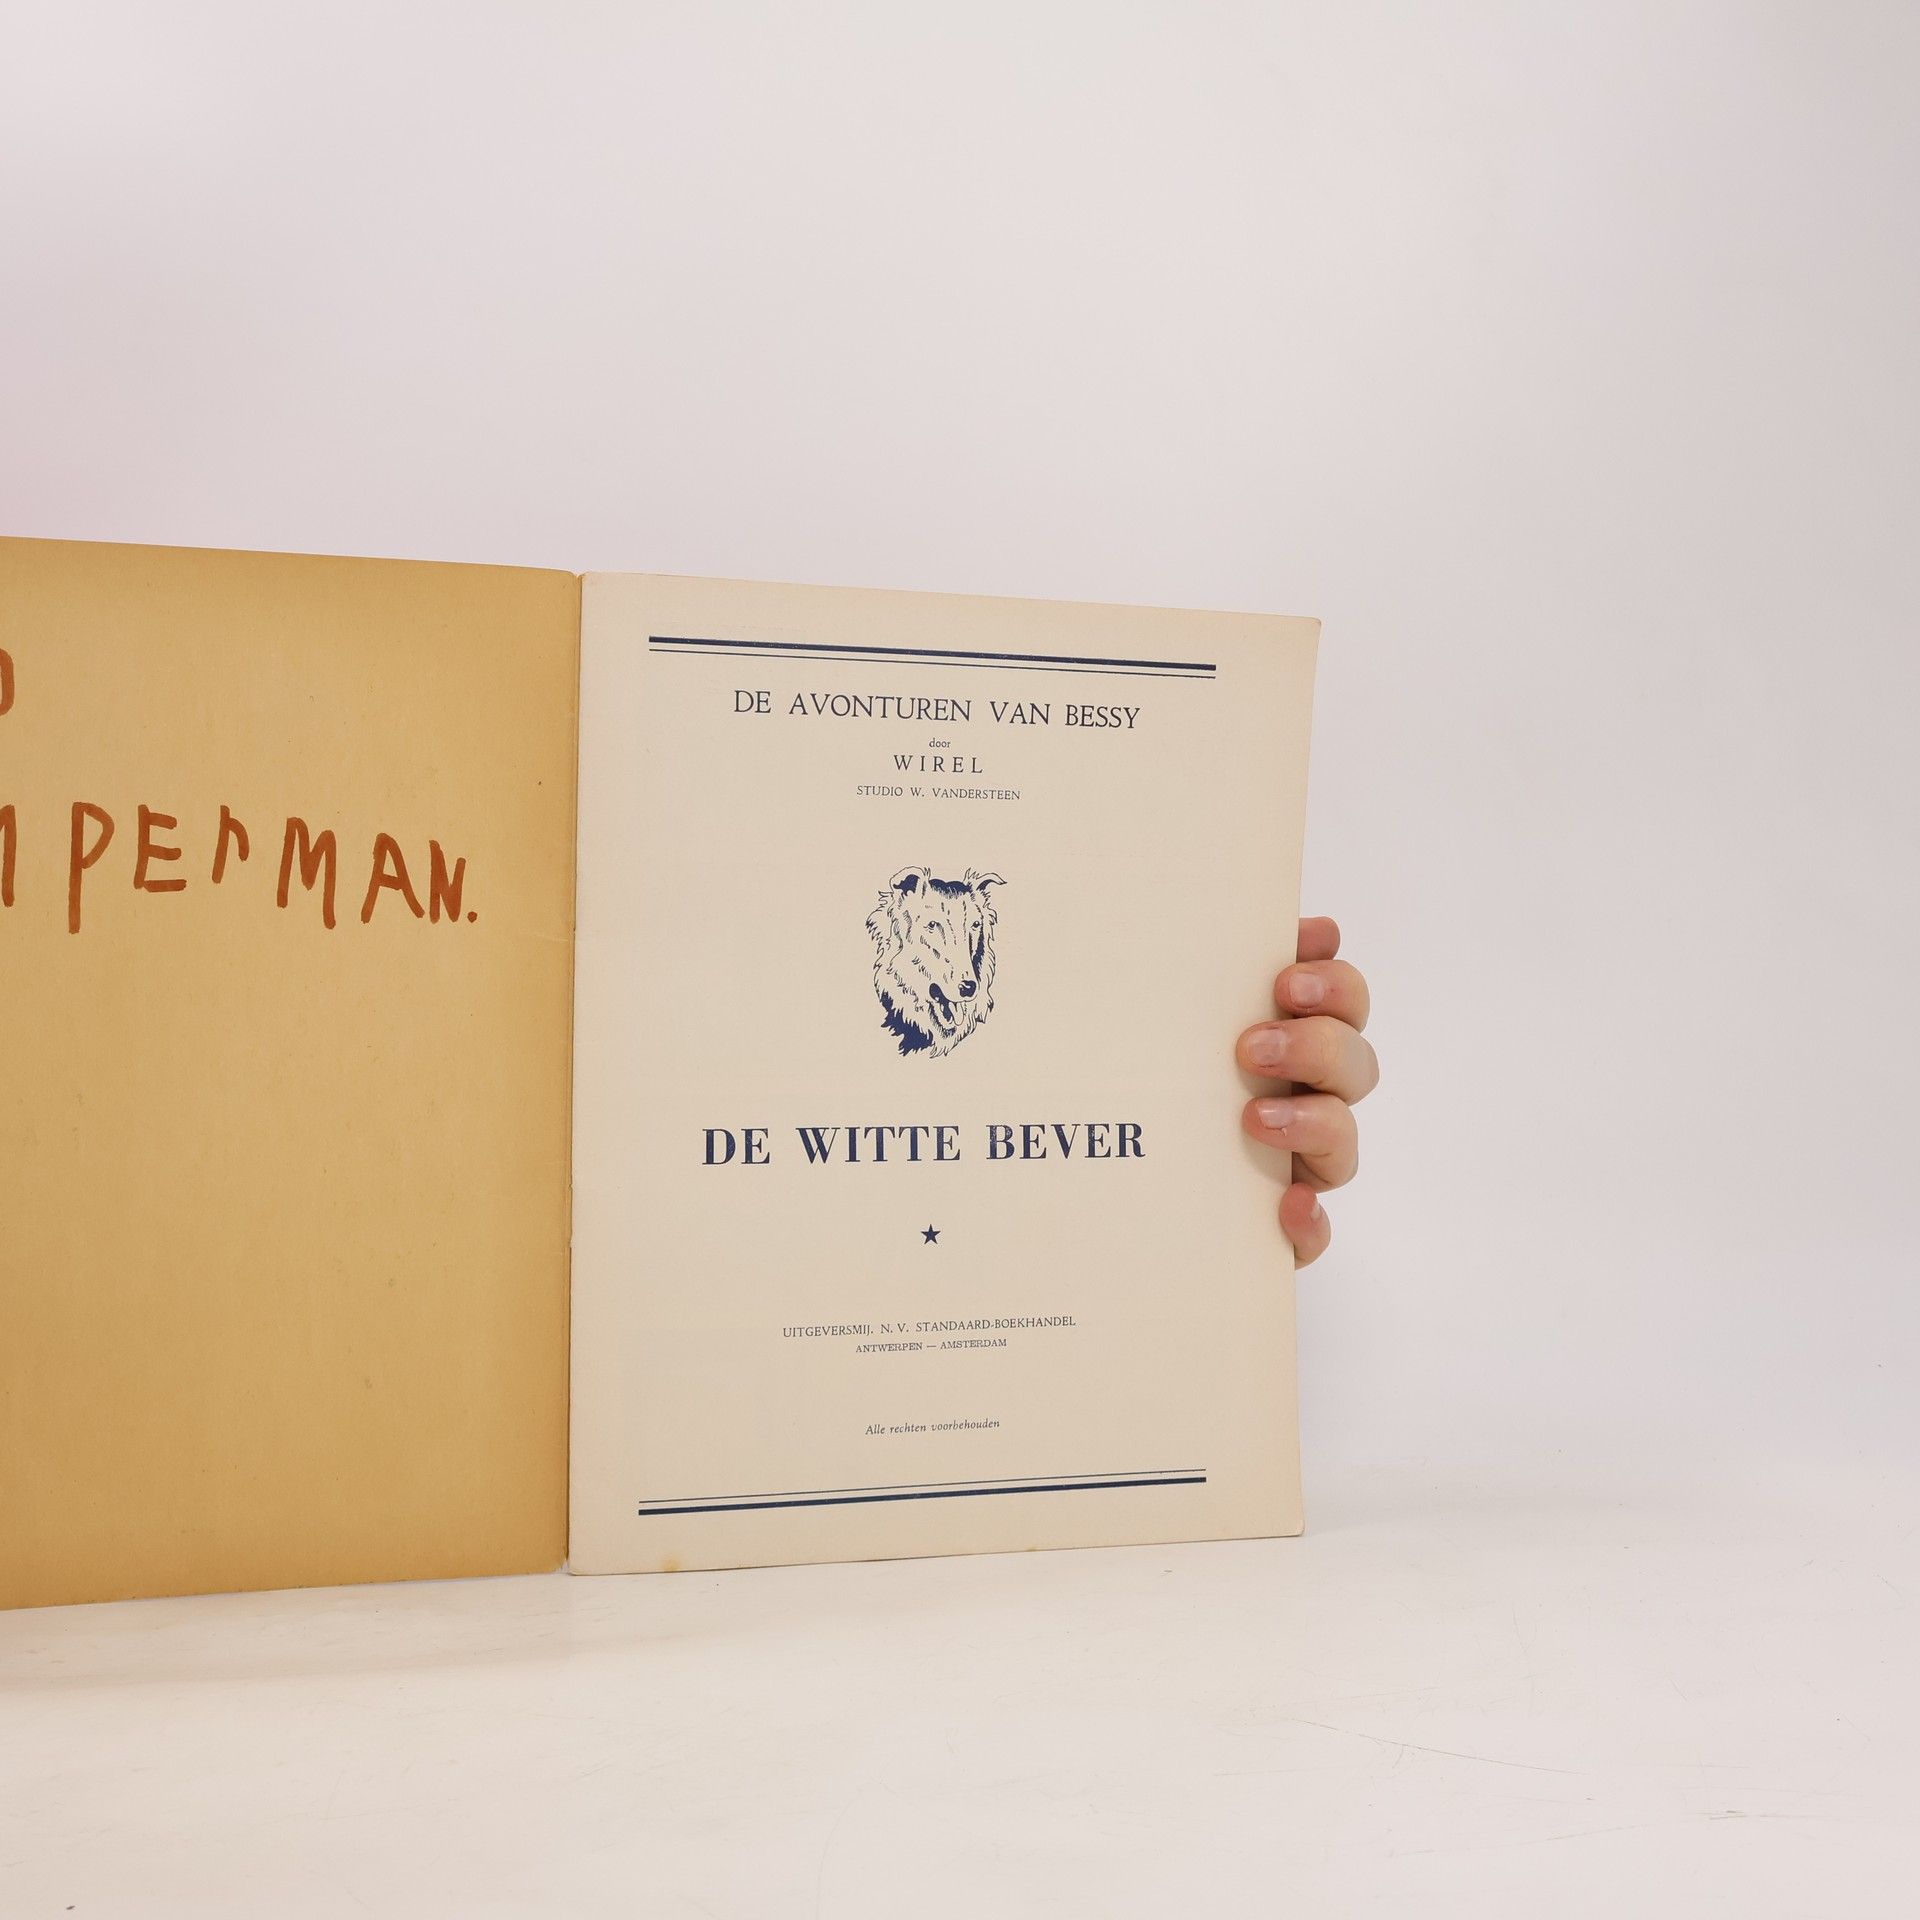 PErMAN.
DE AVONTUREN VAN BESSY
door
WIREL
STUDIO W. VANDERSTEEN
DE WITTE BEVER
UITGEVERSMIJ. N. V. STANDAARD-BOEKHANDEL
ANTWERPEN — AMSTERDAM
Alle rechten voorbehouden